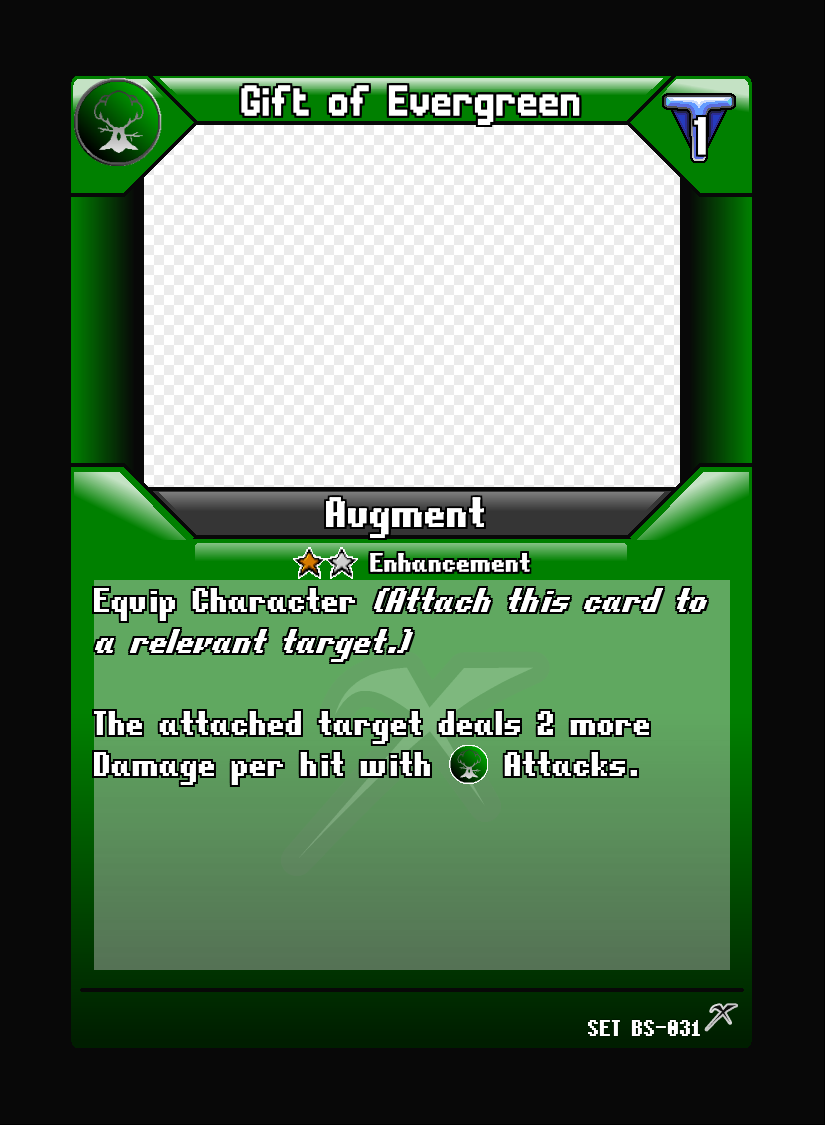 Gift of Evergreen
T
1
Augment
Enhancement
Equip Character (Attach this card to
a relevant target.)
The attached target deals 2 more
Damage per hit with Attacks.
SET BS-031